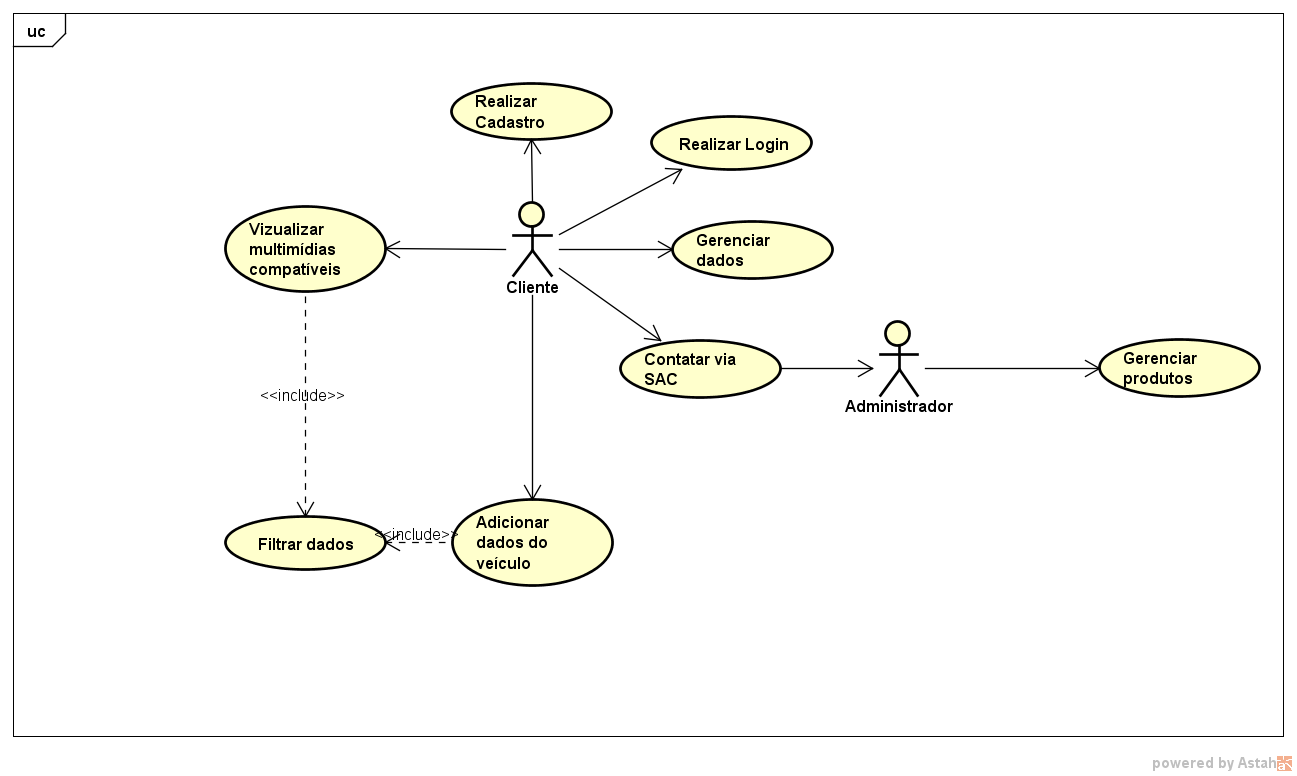 uc
Realizar
Cadastro
Realizar Login
Vizualizar
multimídias
compatíveis
Gerenciar
dados
Cliente
Contatar via
SAC
Gerenciar
produtos
Administrador
<<include>>
Adicionar
dados do
veículo
<<include>>
Filtrar dados
powered by Astah